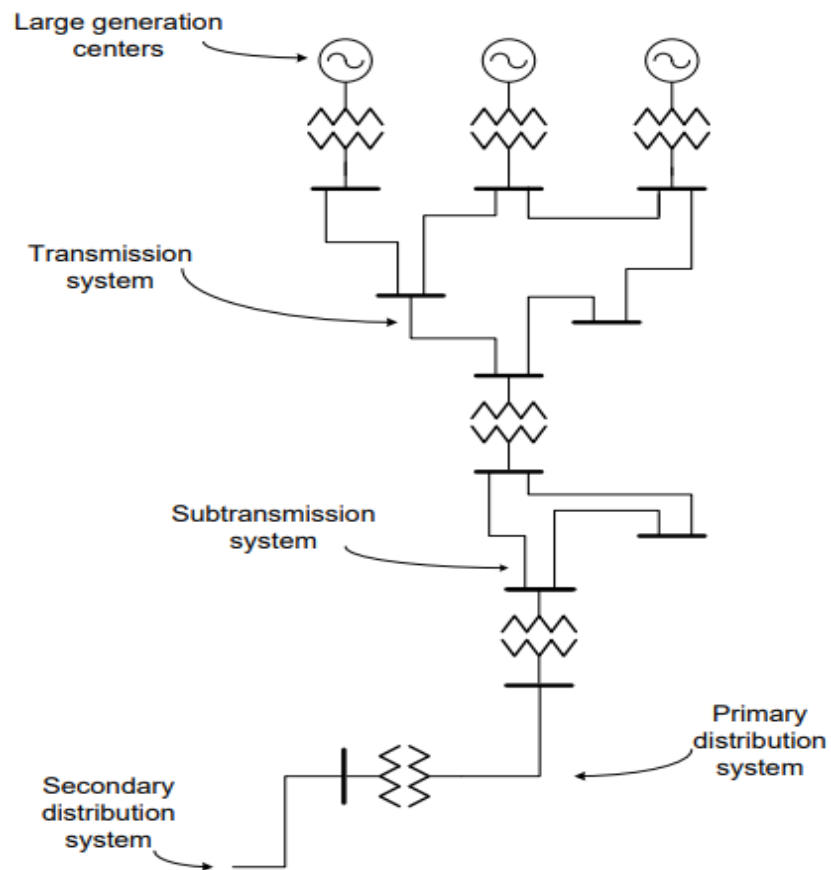 Large generation
centers
Transmission
system
Subtransmission
system
Primary
distribution
system
Secondary
distribution
system